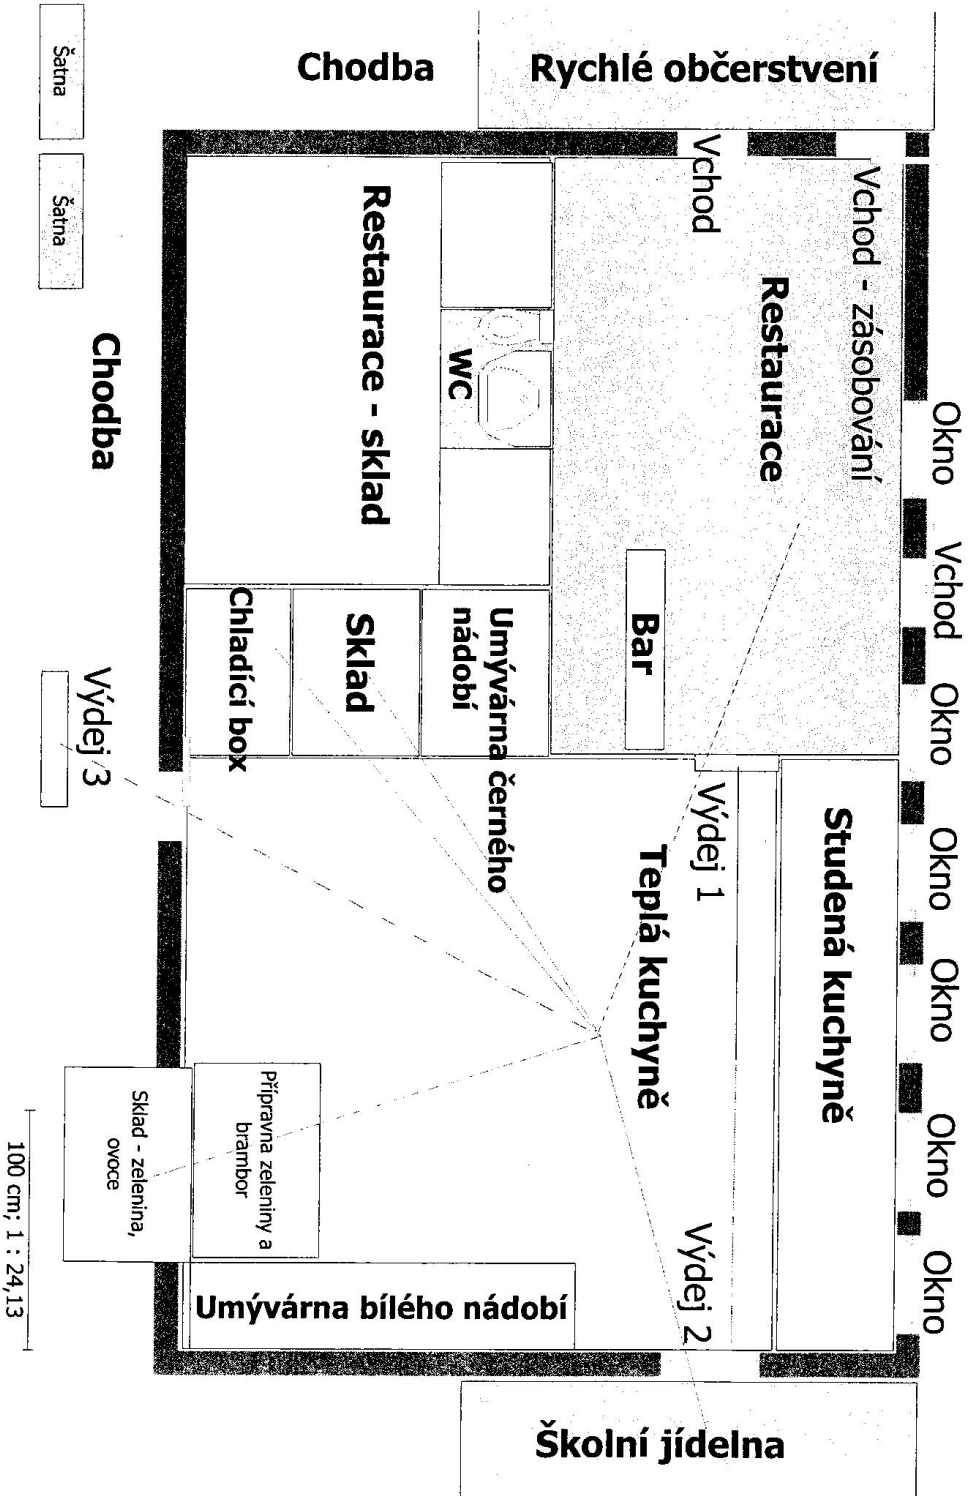 Chodba
Rychlé občerstvení
Šatna
Šatna
Vchod
Vchod - zásobování
Restaurace
Restaurace - sklad
WC
Chodba
Okno
Vchod
Okno
Okno
Okno
Okno
Okno
Bar
Umývárna černého
nádobí
Sklad
Chladící box
Výdej 3
Výdej 1
Teplá kuchyně
Studená kuchyně
Přípravna zeleniny a
brambor
Sklad - zelenina,
ovoce
Výdej 2
Umývárna bílého nádobí
100 cm; 1 : 24,13
Školní jídelna